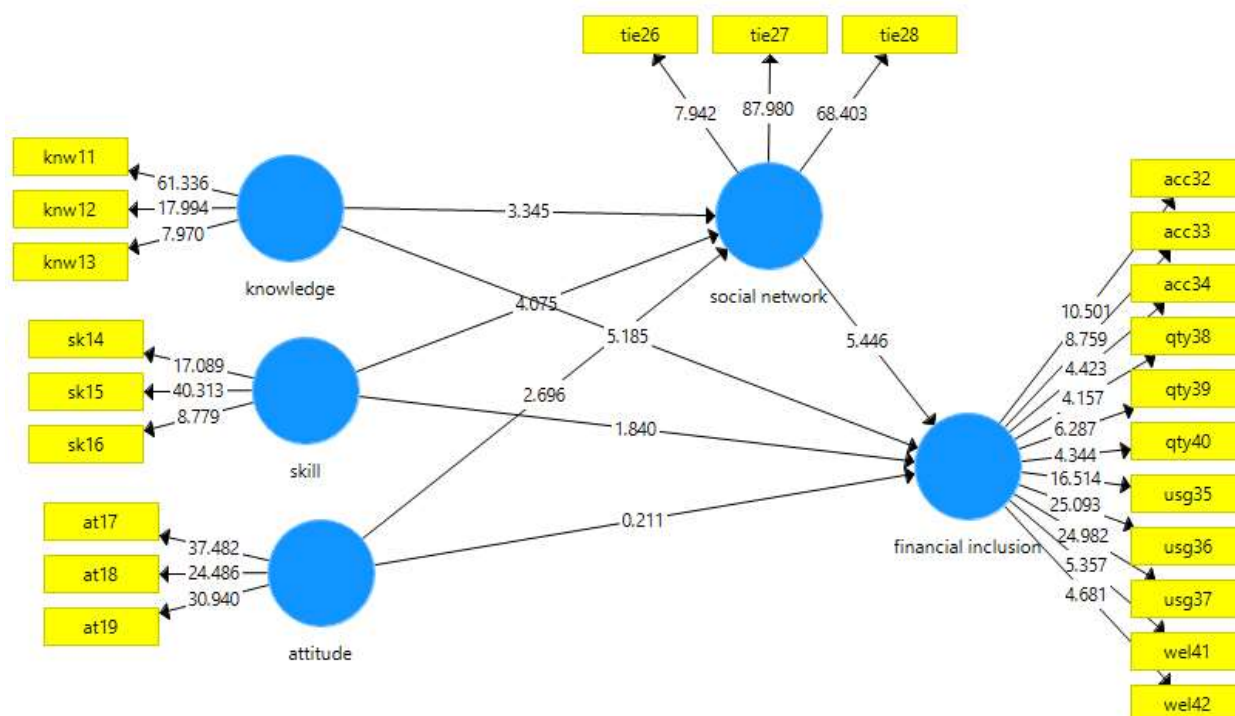 tie26
tie27
tie28
7.942
87.980
68.403
knw11
knw12
knw13
61.336
17.994
7.970
knowledge
3.345
social network
sk14
sk15
sk16
17.089
40.313
8.779
skill
4.075
5.185
5.446
2.696
1.840
at17
at18
at19
37.482
24.486
30.940
attitude
0.211
financial inclusion
10.501
8.759
4.423
4.157
6.287
4.344
16.514
25.093
24.982
5.357
4.681
acc32
acc33
acc34
qty38
qty39
qty40
usg35
usg36
usg37
wel41
wel42